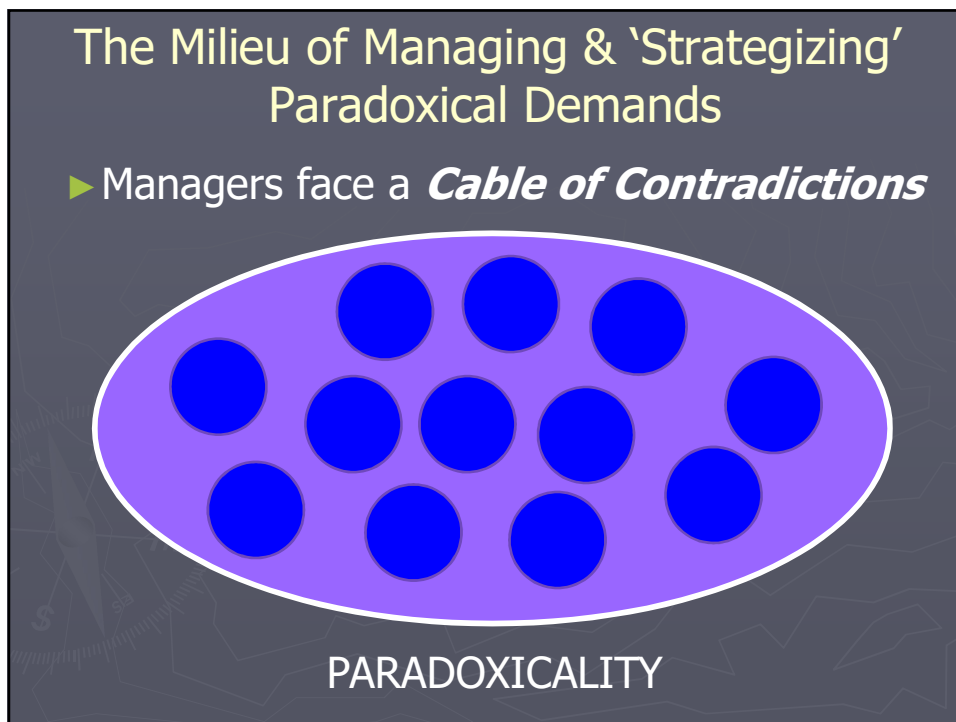 The Milieu of Managing & ‘Strategizing’
Paradoxical Demands
►Managers face a Cable of Contradictions
PARADOXICALITY